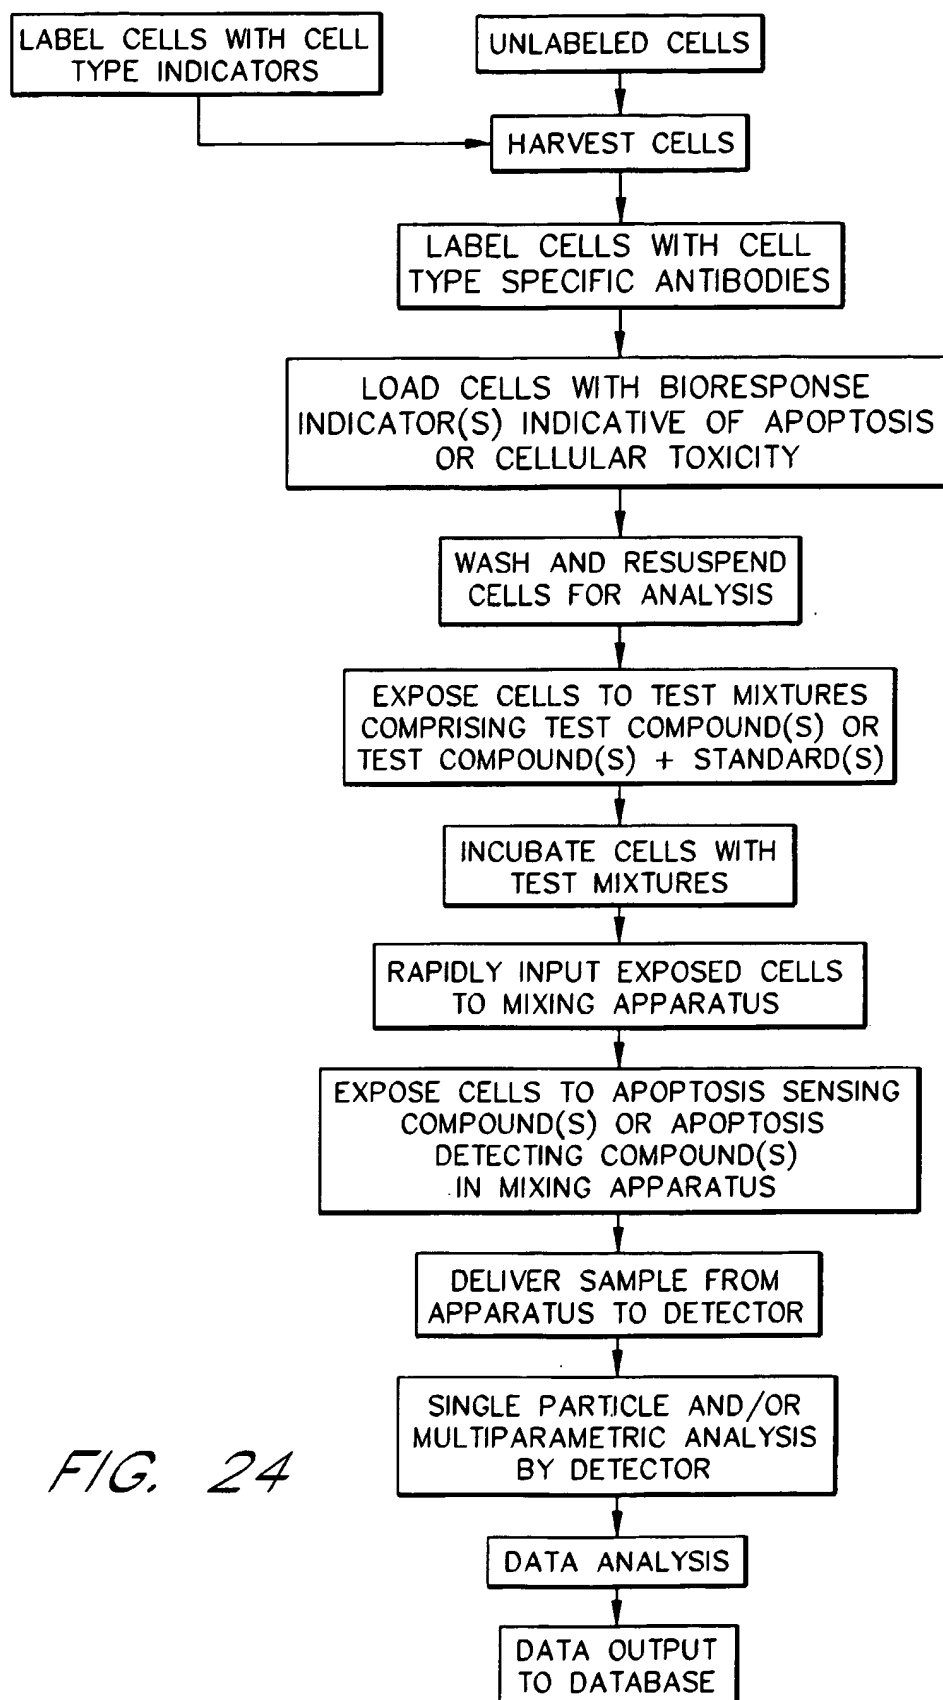 LABEL CELLS WITH CELL
TYPE INDICATORS
UNLABELED CELLS
HARVEST CELLS
LABEL CELLS WITH CELL
TYPE SPECIFIC ANTIBODIES
LOAD CELLS WITH BIORESPONSE
INDICATOR(S) INDICATIVE OF APOPTOSIS
OR CELLULAR TOXICITY
WASH AND RESUSPEND
CELLS FOR ANALYSIS
EXPOSE CELLS TO TEST MIXTURES
COMPRISING TEST COMPOUND(S) OR
TEST COMPOUND(S) + STANDARD(S)
INCUBATE CELLS WITH
TEST MIXTURES
RAPIDLY INPUT EXPOSED CELLS
TO MIXING APPARATUS
EXPOSE CELLS TO APOPTOSIS SENSING
COMPOUND(S) OR APOPTOSIS
DETECTING COMPOUND(S)
IN MIXING APPARATUS
DELIVER SAMPLE FROM
APPARATUS TO DETECTOR
SINGLE PARTICLE AND/OR
MULTIPARAMETRIC ANALYSIS
BY DETECTOR
DATA ANALYSIS
DATA OUTPUT
TO DATABASE
FIG. 24